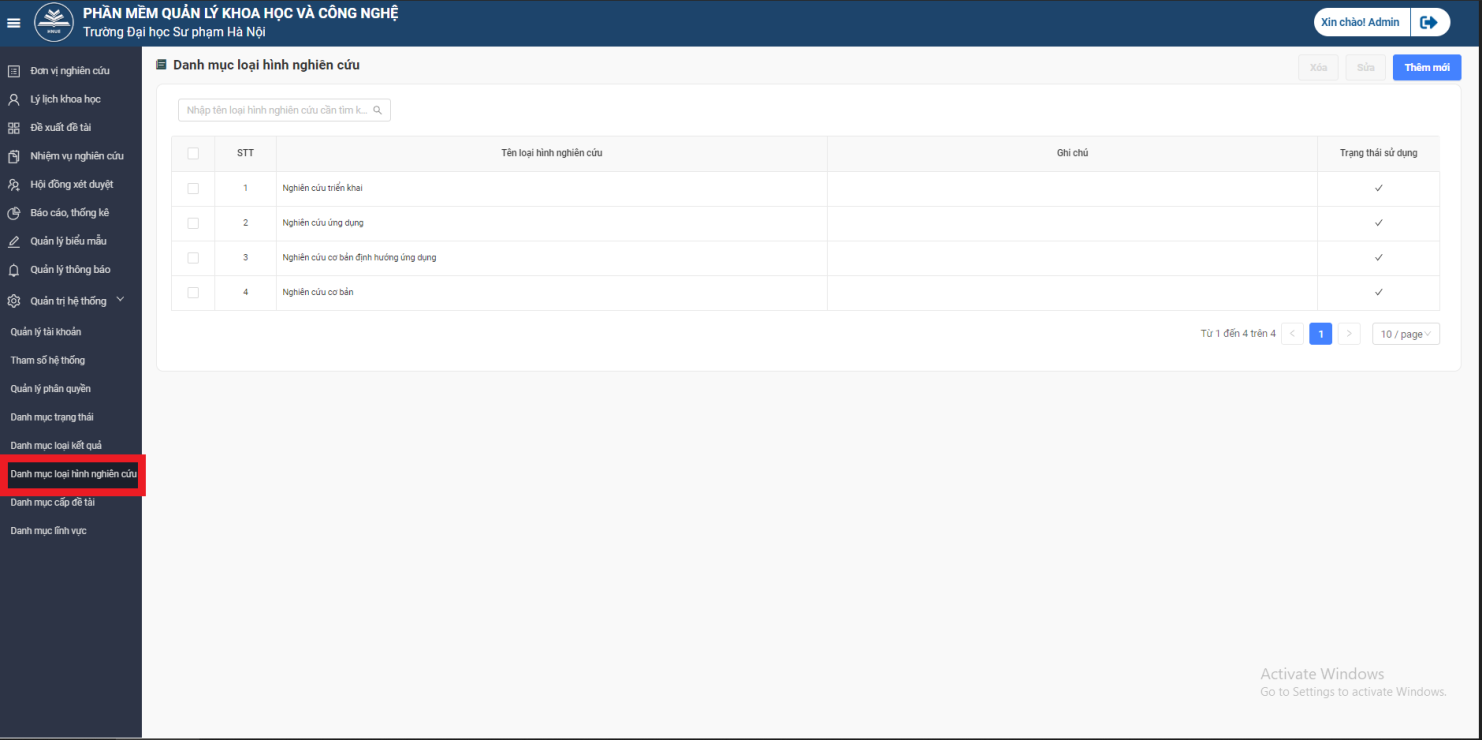 PHẦN MỀM QUẢN LÝ KHOA HỌC VÀ CÔNG NGHỆ
Trường Đại học Sư phạm Hà Nội
HNUE
Xin chào! Admin
Đơn vị nghiên cứu
Lý lịch khoa học
Đề xuất đề tài
Nhiệm vụ nghiên cứu
Hội đồng xét duyệt
Báo cáo, thống kê
Quản lý biểu mẫu
Quản lý thông báo
Quản trị hệ thống
Quản lý tài khoản
Tham số hệ thống
Quản lý phân quyền
Danh mục trạng thái
Danh mục loại kết quả
Danh mục loại hình nghiên cứu
Danh mục cấp đề tài
Danh mục lĩnh vực
Danh mục loại hình nghiên cứu
Xóa Sửa Thêm mới
Nhập tên loại hình nghiên cứu cần tìm k...
STT Tên loại hình nghiên cứu Ghi chú Trạng thái sử dụng
1 Nghiên cứu triển khai
2 Nghiên cứu ứng dụng
3 Nghiên cứu cơ bản định hướng ứng dụng
4 Nghiên cứu cơ bản
Từ 1 đến 4 trên 4 < 1 > 10 / page
Activate Windows
Go to Settings to activate Windows.